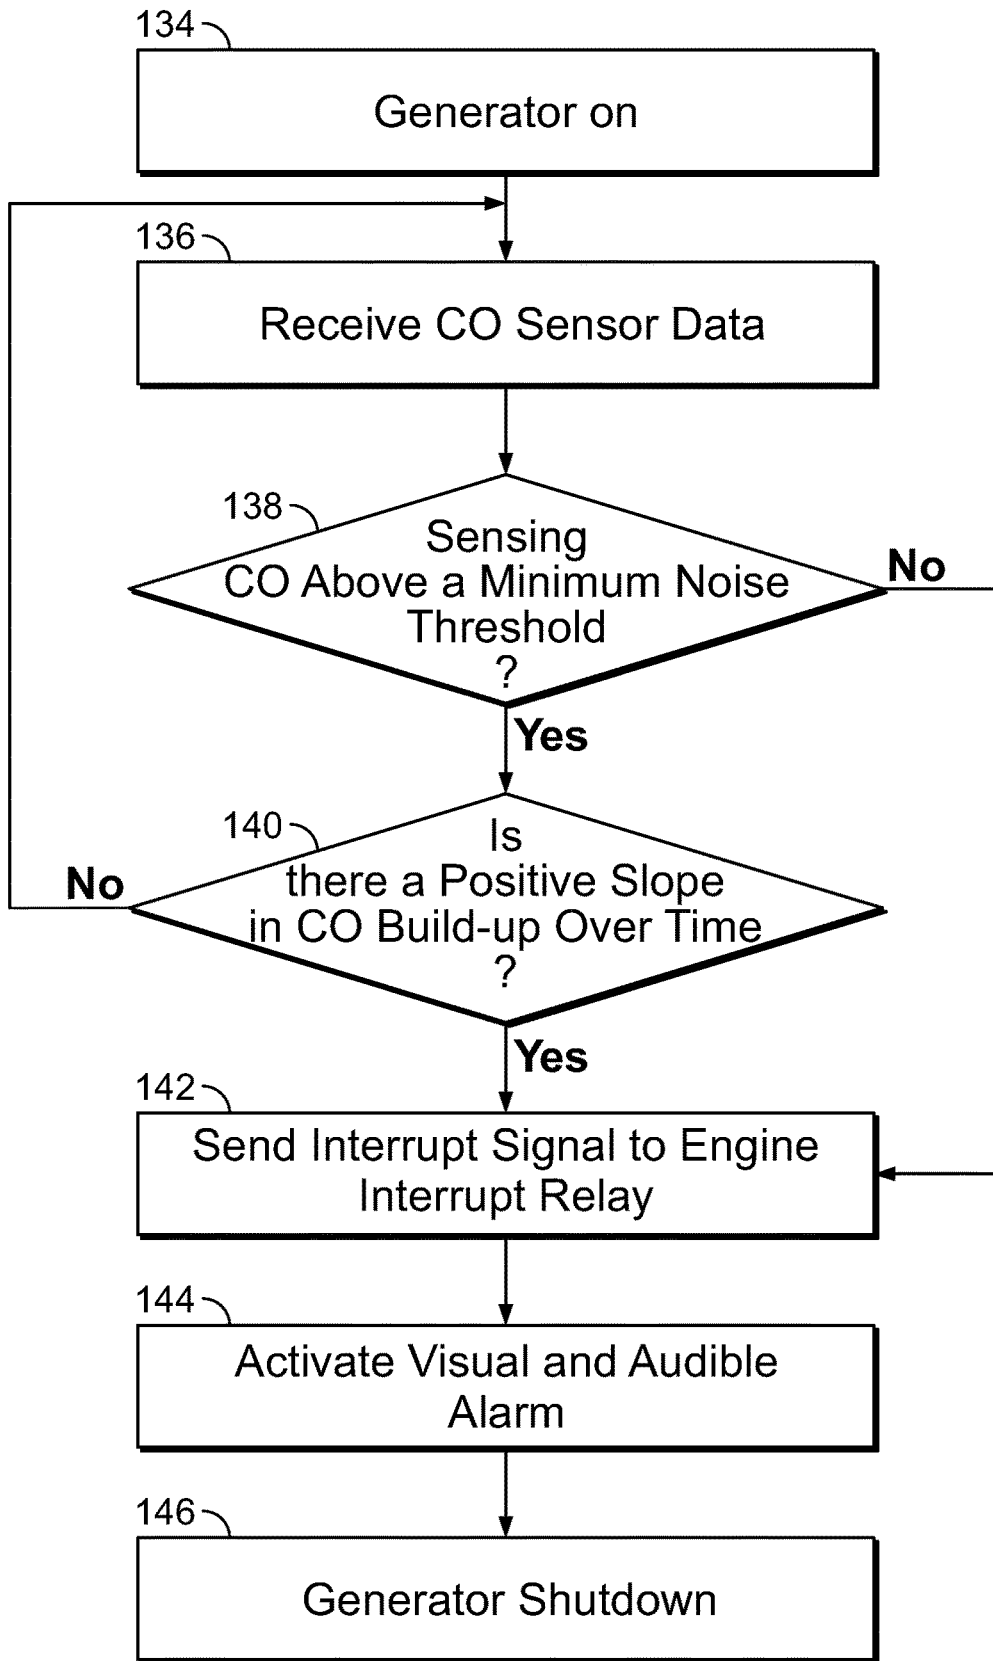 134
Generator on
136
Receive CO Sensor Data
138
Sensing
CO Above a Minimum Noise
Threshold
?
No
Yes
140
Is
there a Positive Slope
in CO Build-up Over Time
?
No
Yes
142
Send Interrupt Signal to Engine
Interrupt Relay
144
Activate Visual and Audible
Alarm
146
Generator Shutdown